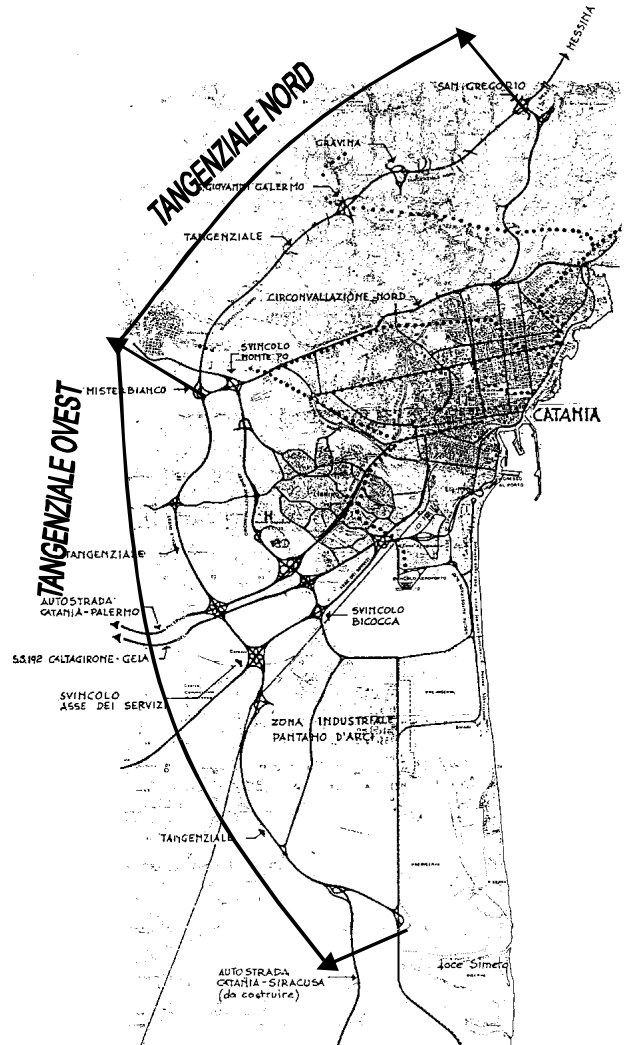 MESSINA
SAN GREGORIO
TANGENZIALE NORD
GRAVINA
S.GIOVANNI GALERMO
TANGENZIALE
CIRCONVALLAZIONE NORD
SVINCOLO
MONTE PO
MISTERBIANCO
CATANIA
TANGENZIALE OVEST
TANGENZIALE
AUTOSTRADA
CATANIA-PALERMO
SVINCOLO
BICOCCA
S.S.192 CALTAGIRONE-GELA
SVINCOLO
ASSE DEI SERVIZI
ZONA INDUSTRIALE
PANTANO D'ARCI
TANGENZIALE
foce Simeto
AUTOSTRADA
CATANIA-SIRACUSA
(da costruire)